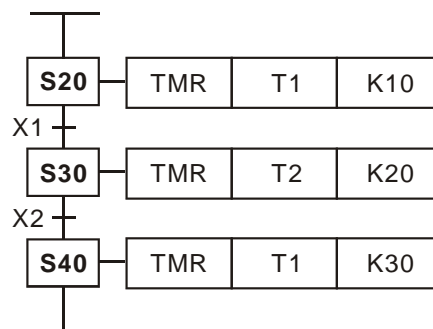 S20 TMR T1 K10
X1
S30 TMR T2 K20
X2
S40 TMR T1 K30